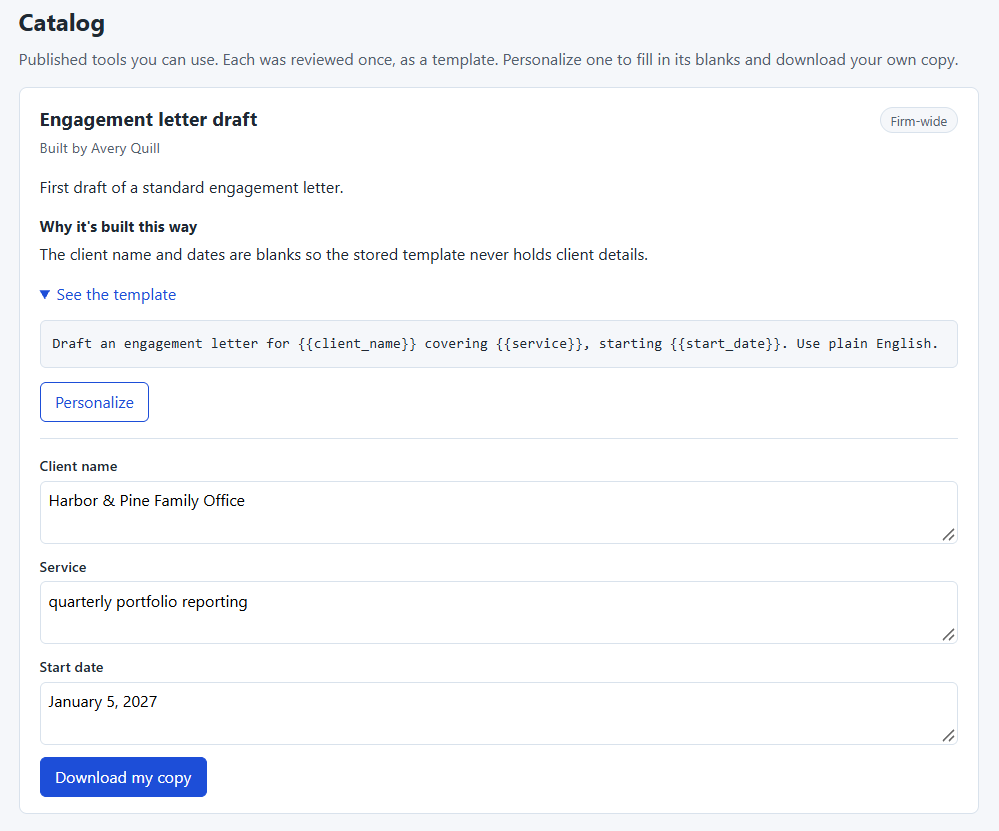 Catalog
Published tools you can use. Each was reviewed once, as a template. Personalize one to fill in its blanks and download your own copy.
Engagement letter draft
Firm-wide
Built by Avery Quill
First draft of a standard engagement letter.
Why it's built this way
The client name and dates are blanks so the stored template never holds client details.
▼ See the template
Draft an engagement letter for {{client_name}} covering {{service}}, starting {{start_date}}. Use plain English.
Personalize
Client name
Harbor & Pine Family Office
Service
quarterly portfolio reporting
Start date
January 5, 2027
Download my copy